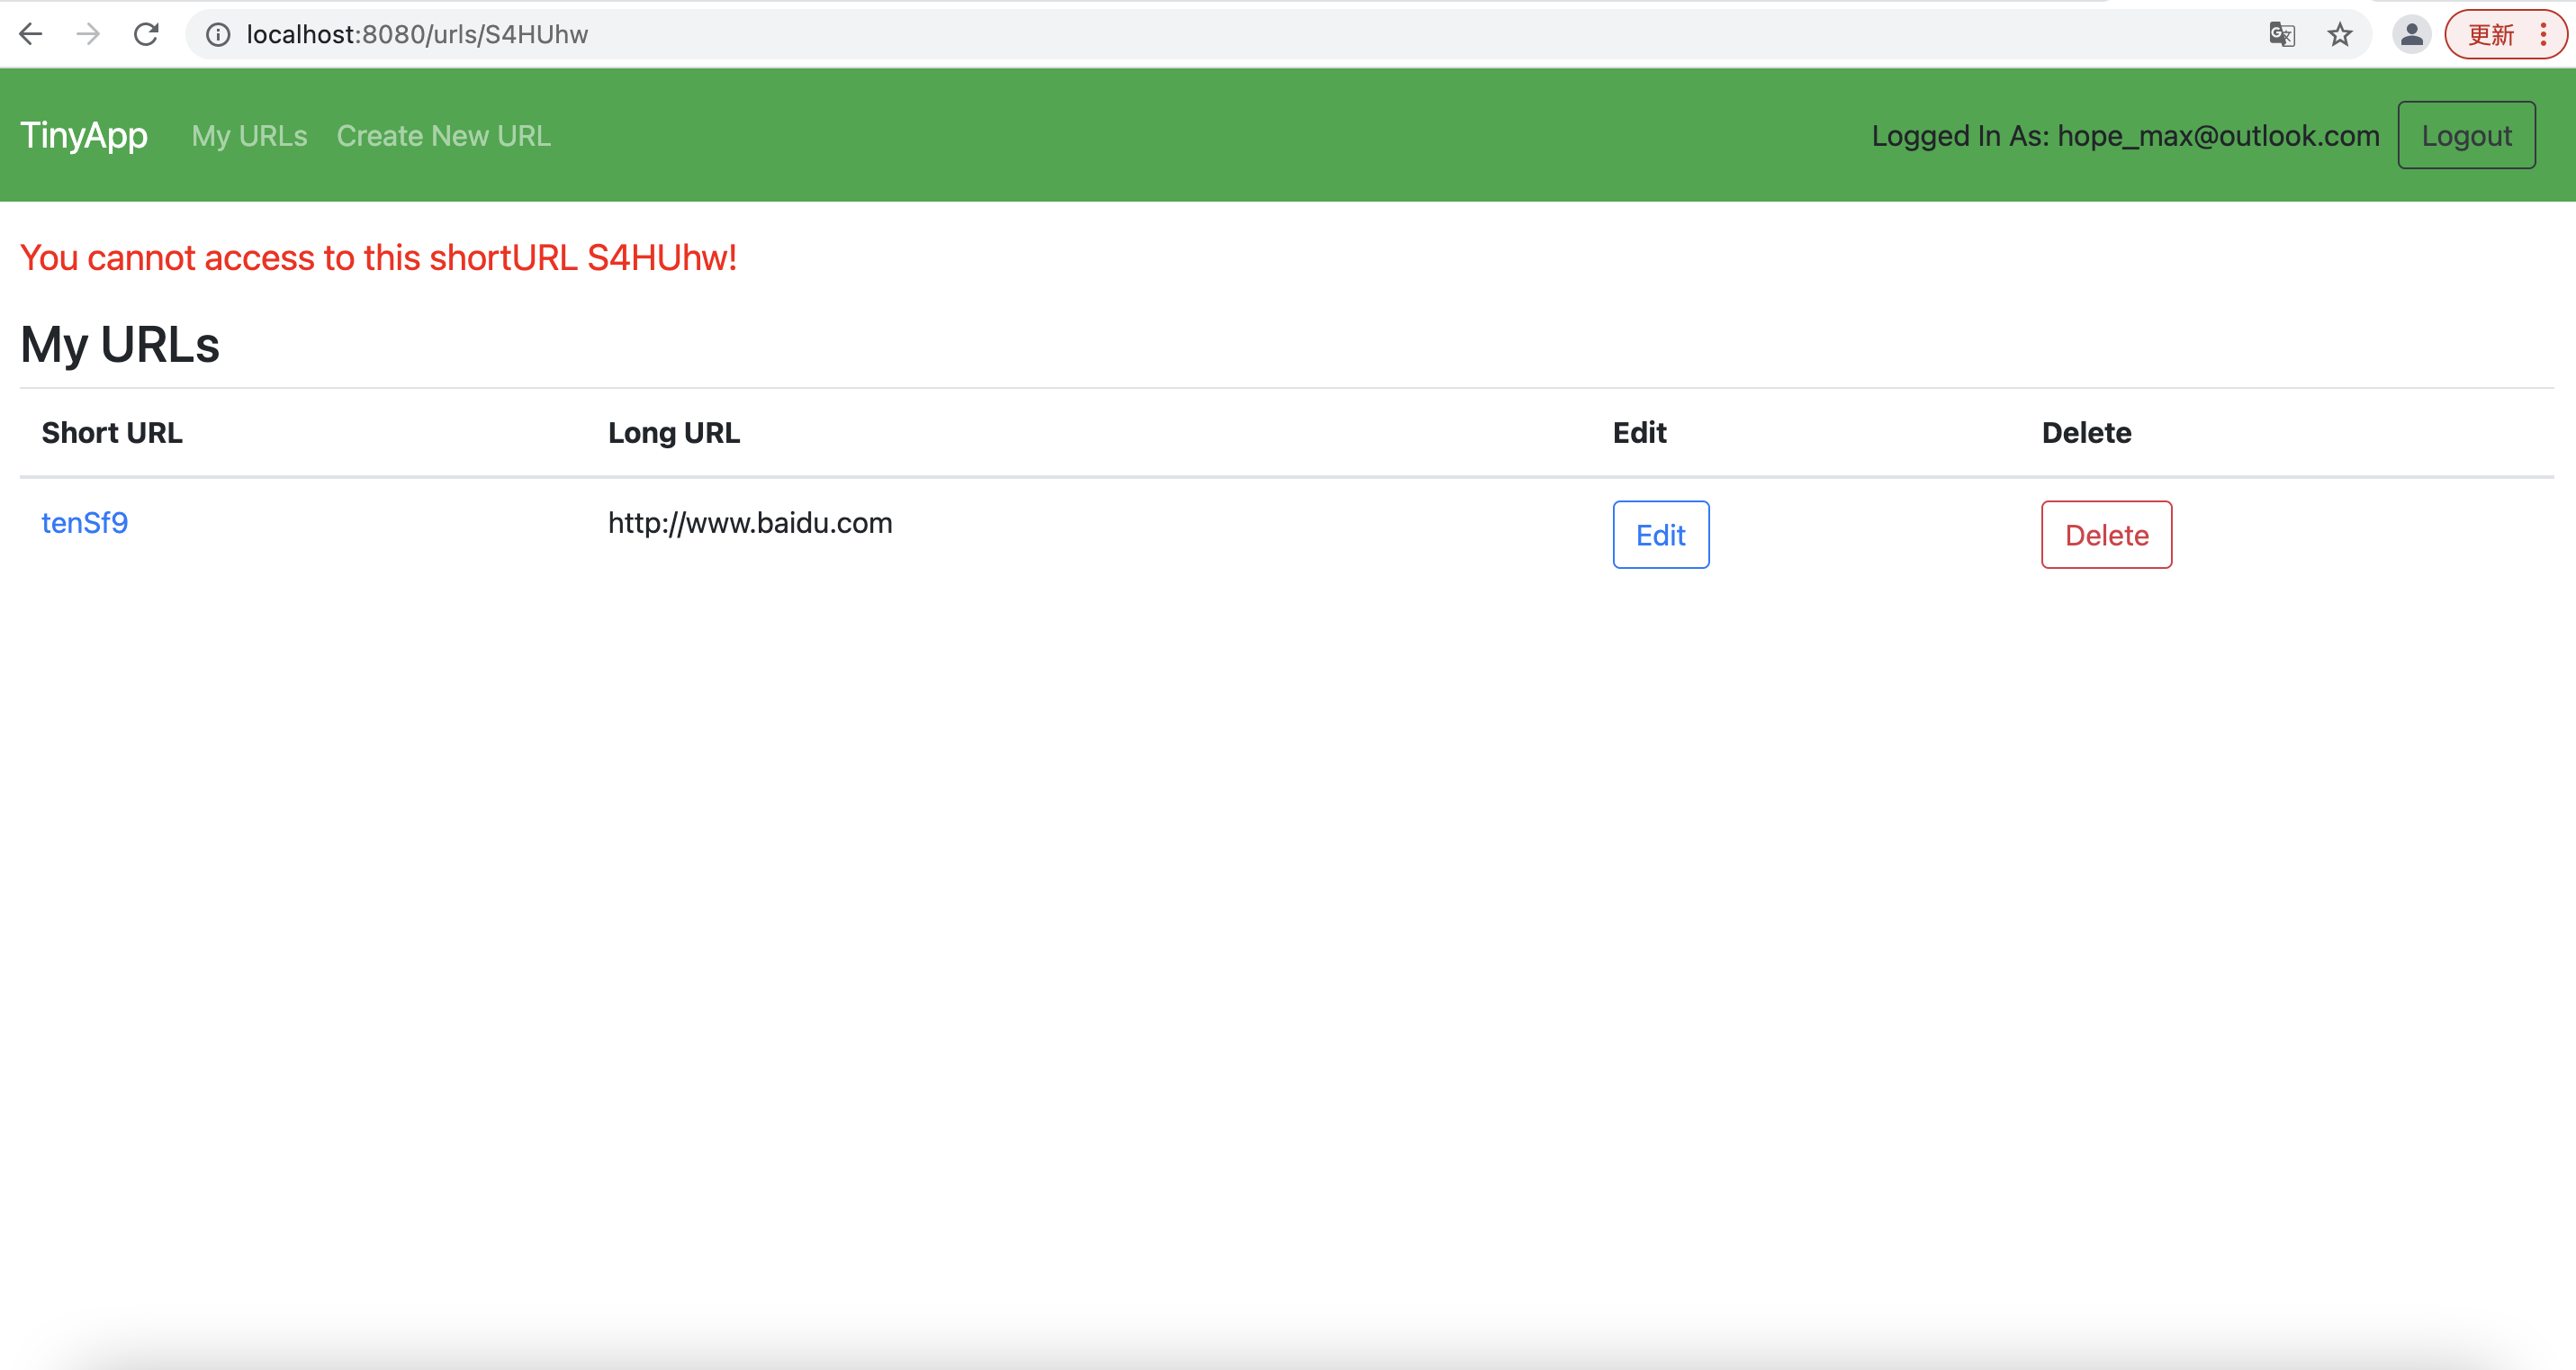 localhost:8080/urls/S4HUhw 更新
TinyApp My URLs Create New URL Logged In As: hope_max@outlook.com Logout
You cannot access to this shortURL S4HUhw!
My URLs
Short URL Long URL Edit Delete
tenSf9 http://www.baidu.com Edit Delete